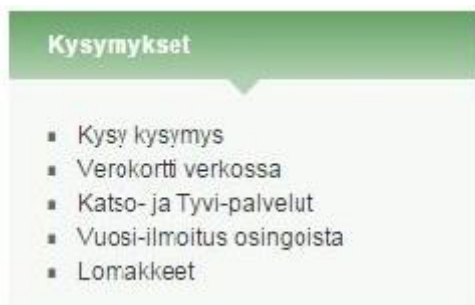 Kysymykset
Kysy kysymys
Verokortti verkossa
Katso- ja Tyvi-palvelut
Vuosi-ilmoitus osingoista
Lomakkeet